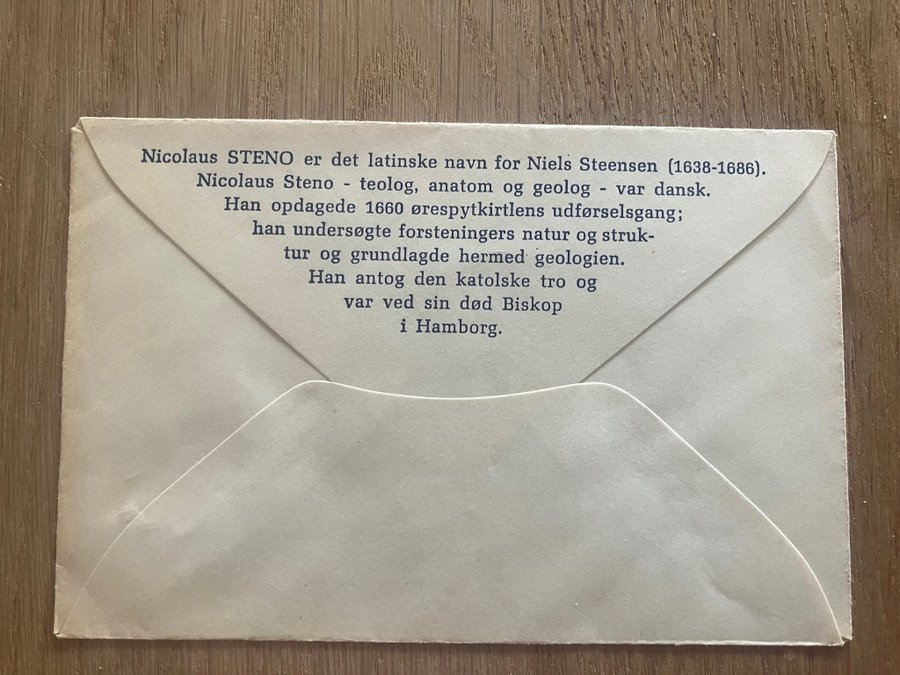 Nicolaus STENO er det latinske navn for Niels Steensen (1638-1686).
Nicolaus Steno - teolog, anatom og geolog - var dansk.
Han opdagede 1660 ørespytkirtlens udførselsgang;
han undersøgte forsteningers natur og struk-
tur og grundlagde hermed geologien.
Han antog den katolske tro og
var ved sin død Biskop
i Hamborg.